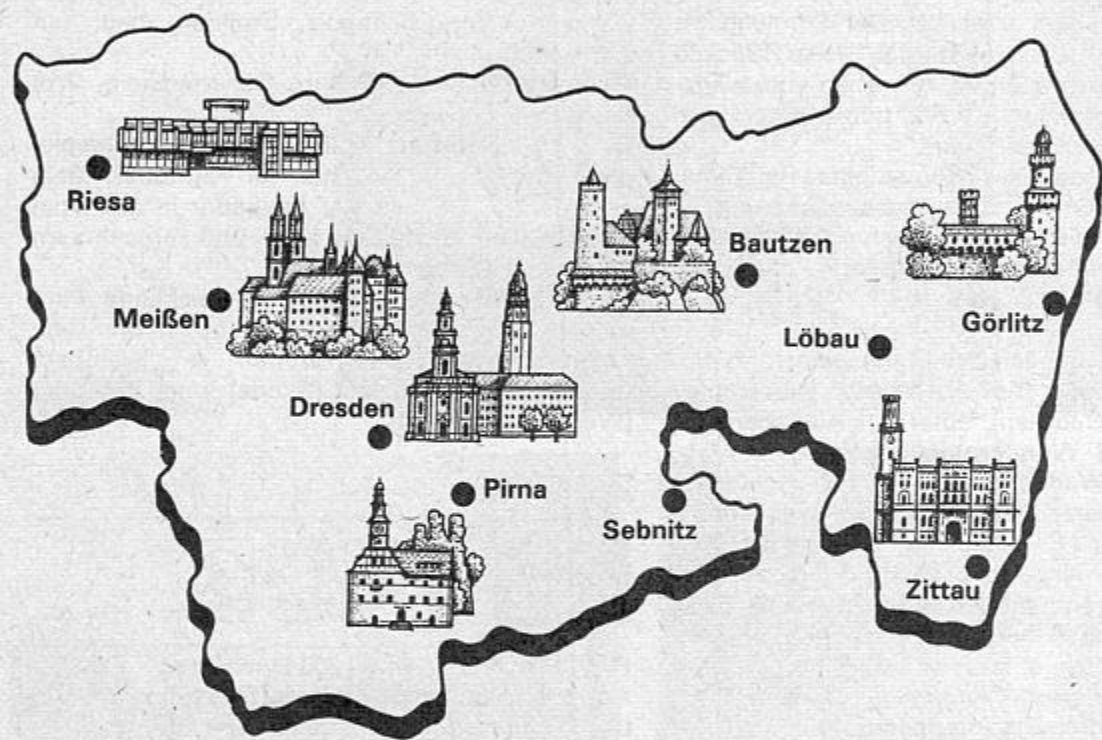 Riesa
Meißen
Bautzen
Görlitz
Löbau
Dresden
Pirna
Sebnitz
Zittau